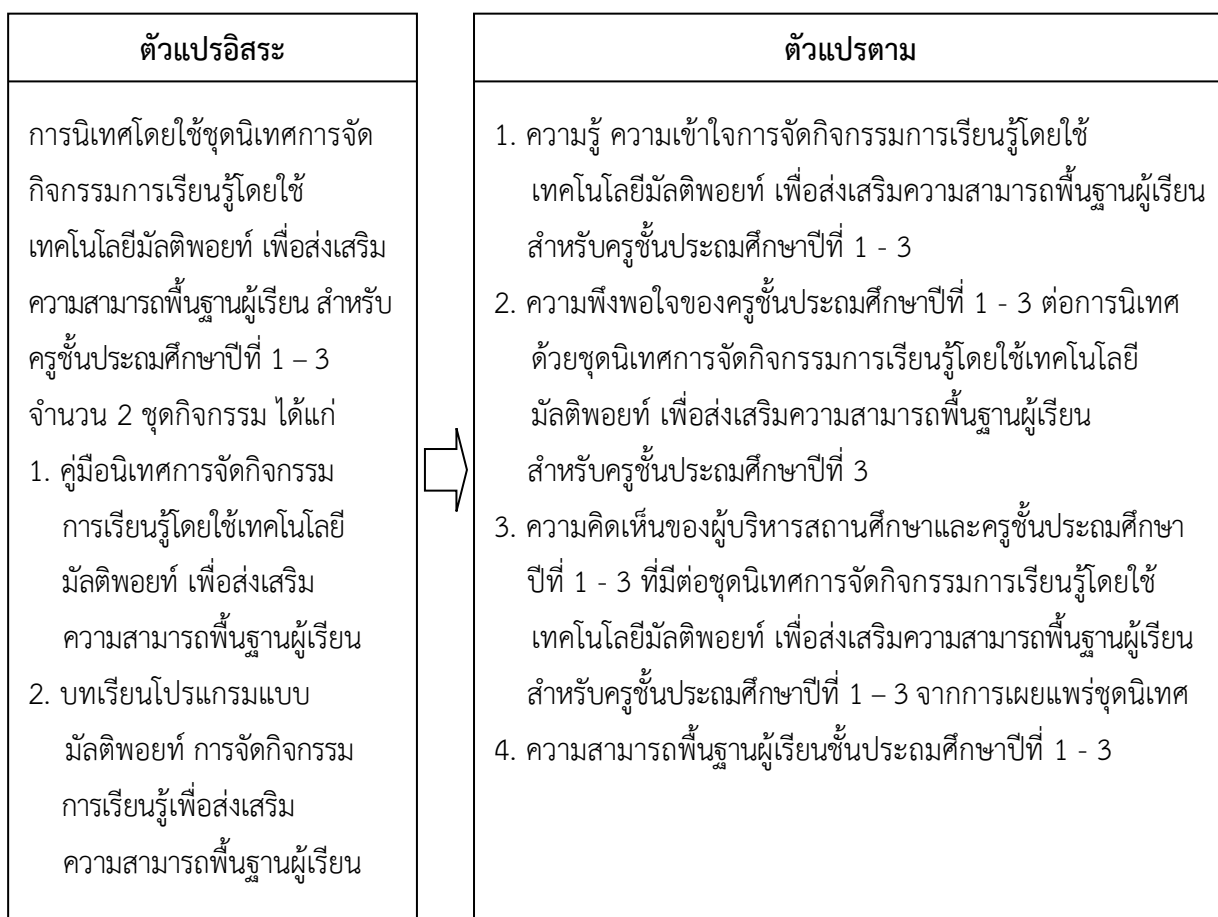 ตัวแปรอิสระ
การนิเทศโดยใช้ชุดนิเทศการจัด
กิจกรรมการเรียนรู้โดยใช้
เทคโนโลยีมัลติพอยท์ เพื่อส่งเสริม
ความสามารถพื้นฐานผู้เรียน สำหรับ
ครูชั้นประถมศึกษาปีที่ 1 – 3
จำนวน 2 ชุดกิจกรรม ได้แก่
1. คู่มือนิเทศการจัดกิจกรรม
การเรียนรู้โดยใช้เทคโนโลยี
มัลติพอยท์ เพื่อส่งเสริม
ความสามารถพื้นฐานผู้เรียน
2. บทเรียนโปรแกรมแบบ
มัลติพอยท์ การจัดกิจกรรม
การเรียนรู้เพื่อส่งเสริม
ความสามารถพื้นฐานผู้เรียน
ตัวแปรตาม
1. ความรู้ ความเข้าใจการจัดกิจกรรมการเรียนรู้โดยใช้
เทคโนโลยีมัลติพอยท์ เพื่อส่งเสริมความสามารถพื้นฐานผู้เรียน
สำหรับครูชั้นประถมศึกษาปีที่ 1 - 3
2. ความพึงพอใจของครูชั้นประถมศึกษาปีที่ 1 - 3 ต่อการนิเทศ
ด้วยชุดนิเทศการจัดกิจกรรมการเรียนรู้โดยใช้เทคโนโลยี
มัลติพอยท์ เพื่อส่งเสริมความสามารถพื้นฐานผู้เรียน
สำหรับครูชั้นประถมศึกษาปีที่ 3
3. ความคิดเห็นของผู้บริหารสถานศึกษาและครูชั้นประถมศึกษา
ปีที่ 1 - 3 ที่มีต่อชุดนิเทศการจัดกิจกรรมการเรียนรู้โดยใช้
เทคโนโลยีมัลติพอยท์ เพื่อส่งเสริมความสามารถพื้นฐานผู้เรียน
สำหรับครูชั้นประถมศึกษาปีที่ 1 – 3 จากการเผยแพร่ชุดนิเทศ
4. ความสามารถพื้นฐานผู้เรียนชั้นประถมศึกษาปีที่ 1 - 3